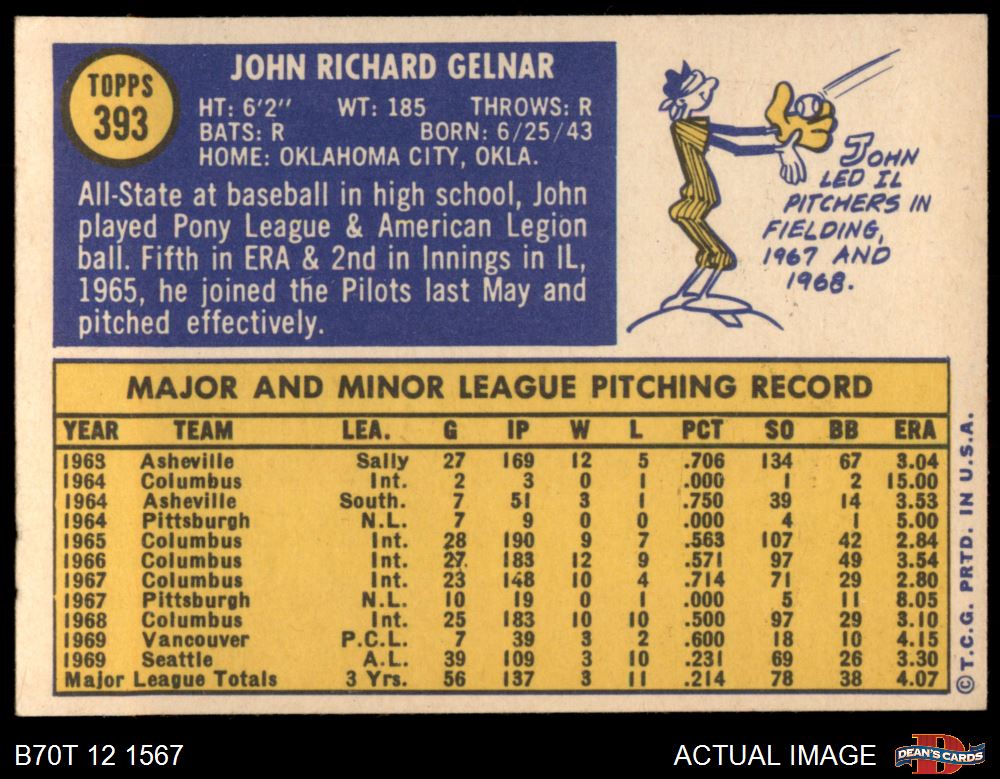 TOPPS
393
JOHN RICHARD GELNAR
HT: 6'2" WT: 185 THROWS: R
BATS: R BORN: 6/25/43
HOME: OKLAHOMA CITY, OKLA.
All-State at baseball in high school, John
played Pony League & American Legion
ball. Fifth in ERA & 2nd in Innings in IL,
1965, he joined the Pilots last May and
pitched effectively.
JOHN
LED IL
PITCHERS IN
FIELDING,
1967 AND
1968.
MAJOR AND MINOR LEAGUE PITCHING RECORD
YEAR TEAM LEA. G IP W L PCT SO BB ERA
1963 Asheville Sally 27 169 12 5 .706 134 67 3.04
1964 Columbus Int. 2 3 0 1 .000 1 2 15.00
1964 Asheville South. 7 51 3 1 .750 39 14 3.53
1964 Pittsburgh N.L. 7 9 0 0 .000 4 1 5.00
1965 Columbus Int. 28 190 9 7 .563 107 42 2.84
1966 Columbus Int. 27 183 12 9 .571 97 49 3.54
1967 Columbus Int. 23 148 10 4 .714 71 29 2.80
1967 Pittsburgh N.L. 10 19 0 1 .000 5 11 8.05
1968 Columbus Int. 25 183 10 10 .500 97 29 3.10
1969 Vancouver P.C.L. 7 39 3 2 .600 18 10 4.15
1969 Seattle A.L. 39 109 3 10 .231 69 26 3.30
Major League Totals 3 Yrs. 56 137 3 11 .214 78 38 4.07
©T.C.G. PRTD. IN U.S.A.
B70T 12 1567
ACTUAL IMAGE
DEAN'S CARDS